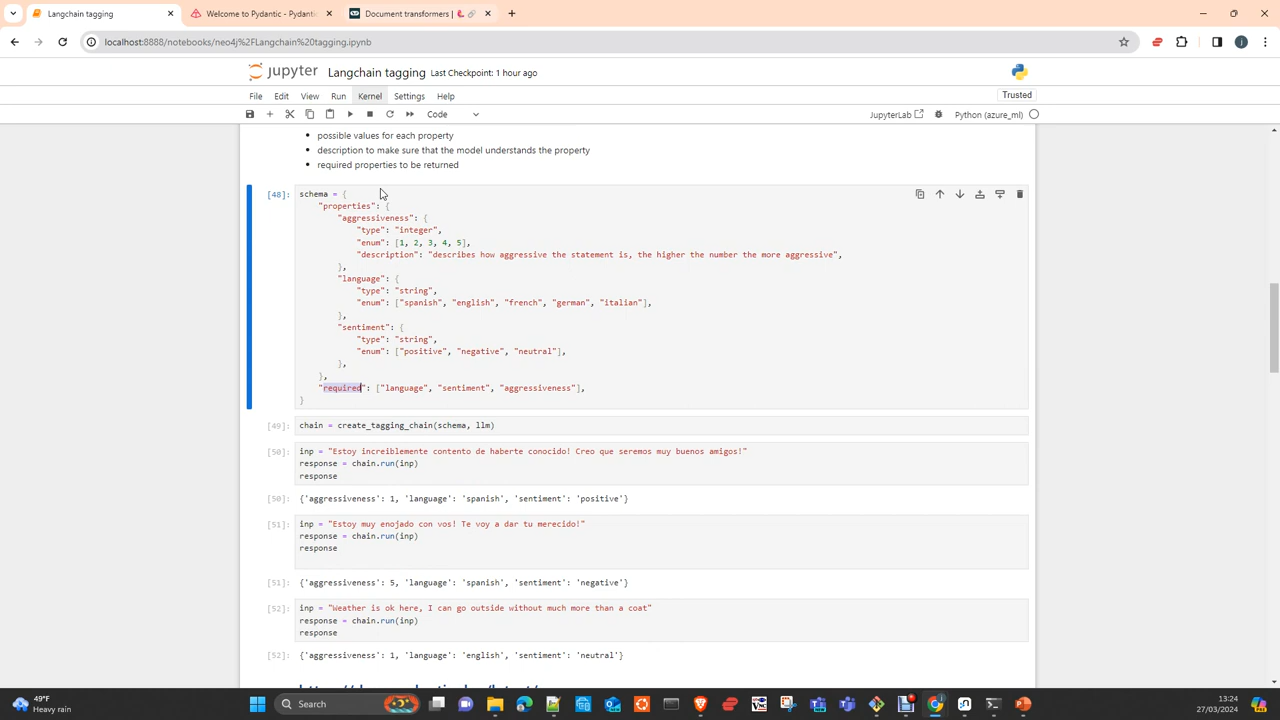 Langchain tagging
Welcome to Pydantic - Pydantic
Document transformers |
localhost:8888/notebooks/neo4j%2FLangchain%20tagging.ipynb
jupyter Langchain tagging Last Checkpoint: 1 hour ago
File Edit View Run Kernel Settings Help
Trusted
Code
JupyterLab
Python (azure_ml)
• possible values for each property
• description to make sure that the model understands the property
• required properties to be returned
[48]: schema = {
"properties": {
"aggressiveness": {
"type": "integer",
"enum": [1, 2, 3, 4, 5],
"description": "describes how aggressive the statement is, the higher the number the more aggressive",
},
"language": {
"type": "string",
"enum": ["spanish", "english", "french", "german", "italian"],
},
"sentiment": {
"type": "string",
"enum": ["positive", "negative", "neutral"],
},
},
"required": ["language", "sentiment", "aggressiveness"],
}
[49]: chain = create_tagging_chain(schema, llm)
[50]: inp = "Estoy increiblemente contento de haberte conocido! Creo que seremos muy buenos amigos!"
response = chain.run(inp)
response
[50]: {'aggressiveness': 1, 'language': 'spanish', 'sentiment': 'positive'}
[51]: inp = "Estoy muy enojado con vos! Te voy a dar tu merecido!"
response = chain.run(inp)
response
[51]: {'aggressiveness': 5, 'language': 'spanish', 'sentiment': 'negative'}
[52]: inp = "Weather is ok here, I can go outside without much more than a coat"
response = chain.run(inp)
response
[52]: {'aggressiveness': 1, 'language': 'english', 'sentiment': 'neutral'}
49°F
Heavy rain
Search
13:24
27/03/2024